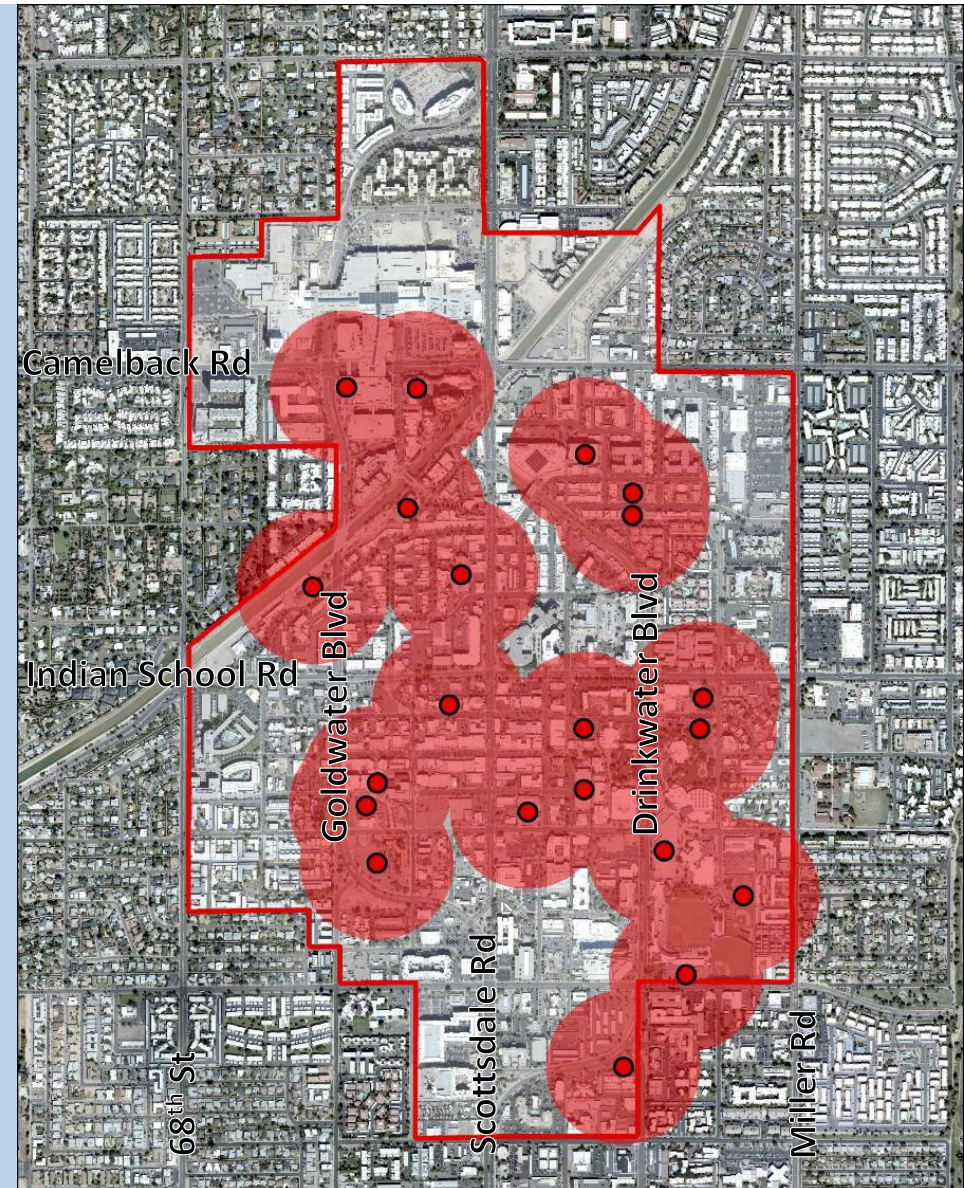 Camelback Rd
Goldwater Blvd
Drinkwater Blvd
Indian School Rd
68th St
Scottsdale Rd
Miller Rd